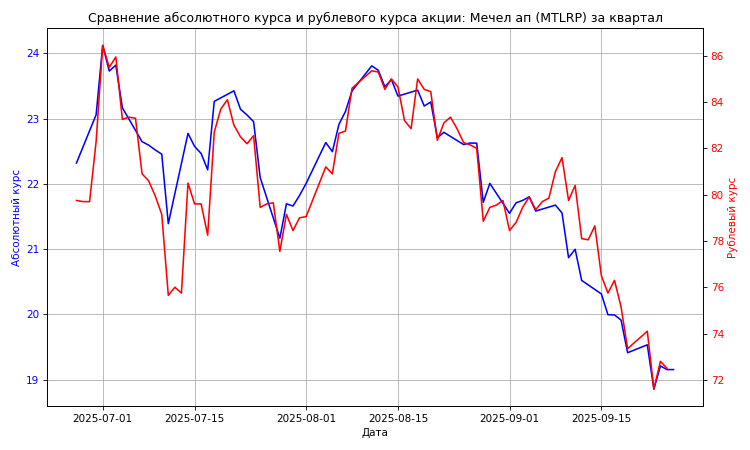 Сравнение абсолютного курса и рублевого курса акции: Мечел ап (MTLRP) за квартал
Абсолютный курс
24
23
22
21
20
19
86
84
82
80
78
76
74
72
Рублевый курс
2025-07-01 2025-07-15 2025-08-01 2025-08-15 2025-09-01 2025-09-15
Дата